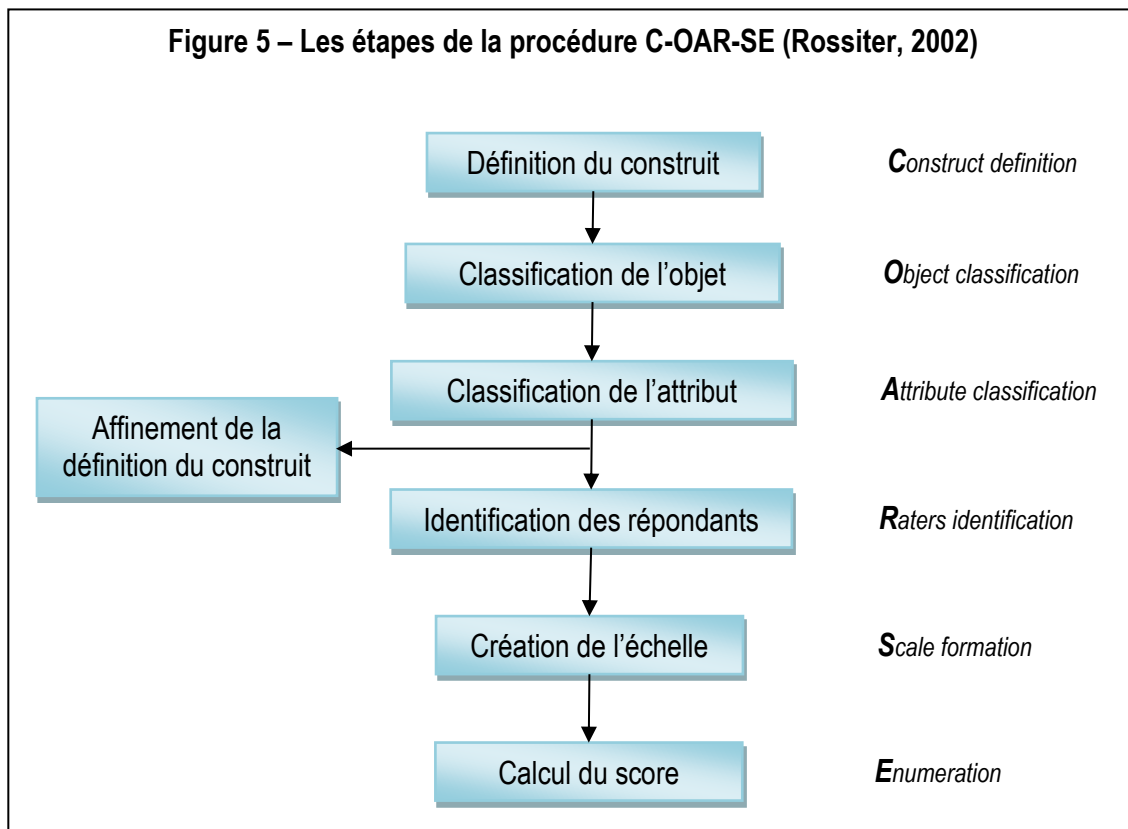 Figure 5 – Les étapes de la procédure C-OAR-SE (Rossiter, 2002)
Définition du construit
Construct definition
Classification de l’objet
Object classification
Classification de l’attribut
Attribute classification
Affinement de la
définition du construit
Identification des répondants
Raters identification
Création de l’échelle
Scale formation
Calcul du score
Enumeration